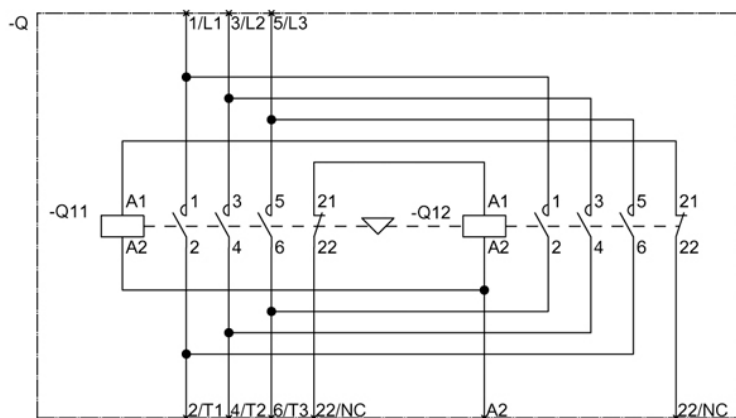 -Q 1/L1 3/L2 5/L3
A1 1 3 5 21 A1 1 3 5 21
-Q11 -Q12
A2 2 4 6 22 A2 2 4 6 22
2/T1 4/T2 6/T3 22/NC A2 22/NC